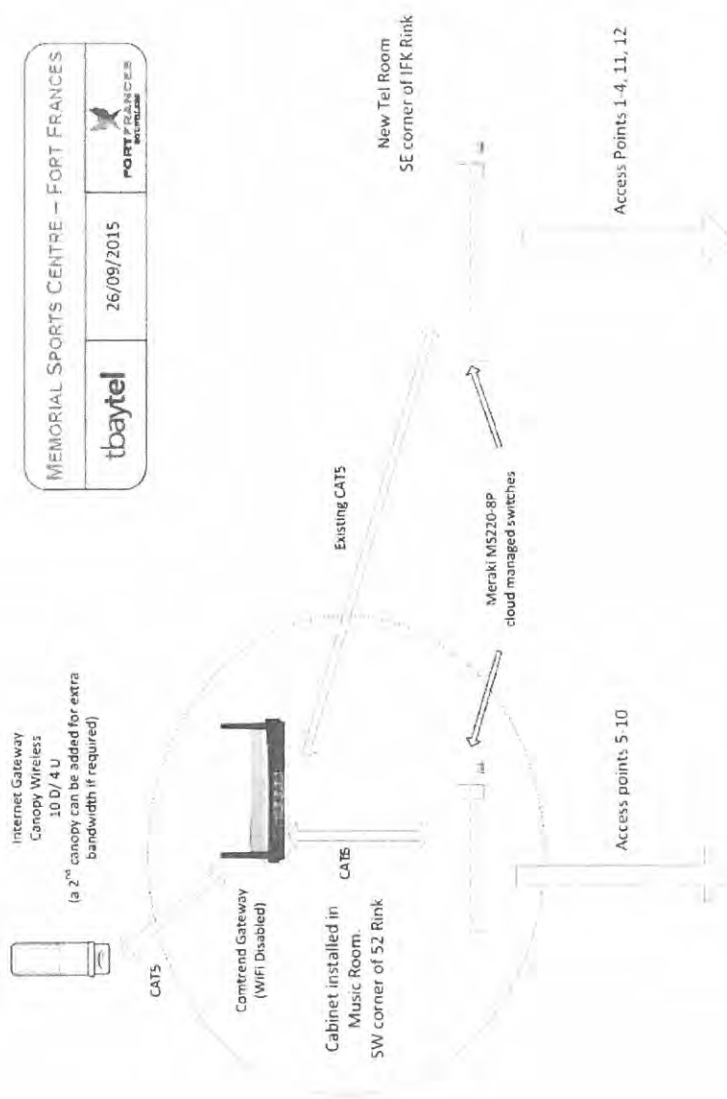 MEMORIAL SPORTS CENTRE – FORT FRANCES
tbaytel
26/09/2015
FORT FRANCES
BOUNDLESS
Internet Gateway
Canopy Wireless
10 D/ 4 U
(a 2nd canopy can be added for extra
bandwidth if required)
CAT5
Comtrend Gateway
(WiFi Disabled)
Existing CAT5
New Tel Room
SE corner of IFK Rink
CAT5
Cabinet installed in
Music Room.
SW corner of 52 Rink
Meraki MS220-8P
cloud managed switches
Access points 5-10
Access Points 1-4, 11, 12